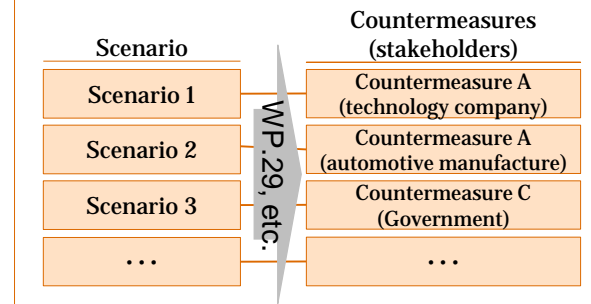 Scenario
Countermeasures
(stakeholders)
Scenario 1
Countermeasure A
(technology company)
Scenario 2
Countermeasure A
(automotive manufacture)
Scenario 3
Countermeasure C
(Government)
...
...
WP.29, etc.